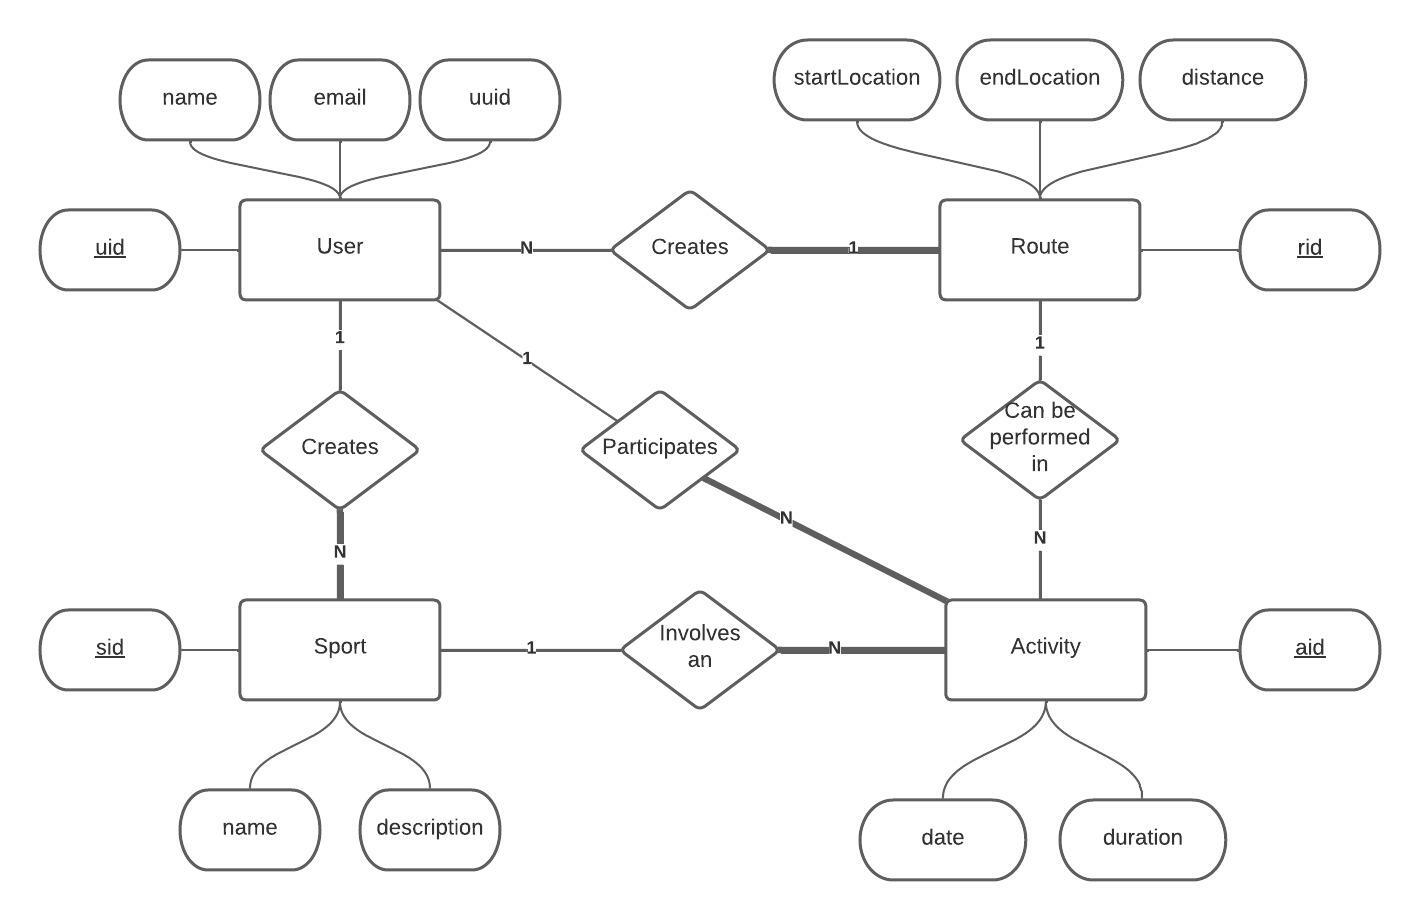 startLocation
endLocation
distance
name
email
uuid
uid
User
N
Creates
1
Route
rid
1
1
1
Creates
Participates
Can be
performed
in
N
N
N
sid
Sport
1
Involves
an
N
Activity
aid
name
description
date
duration